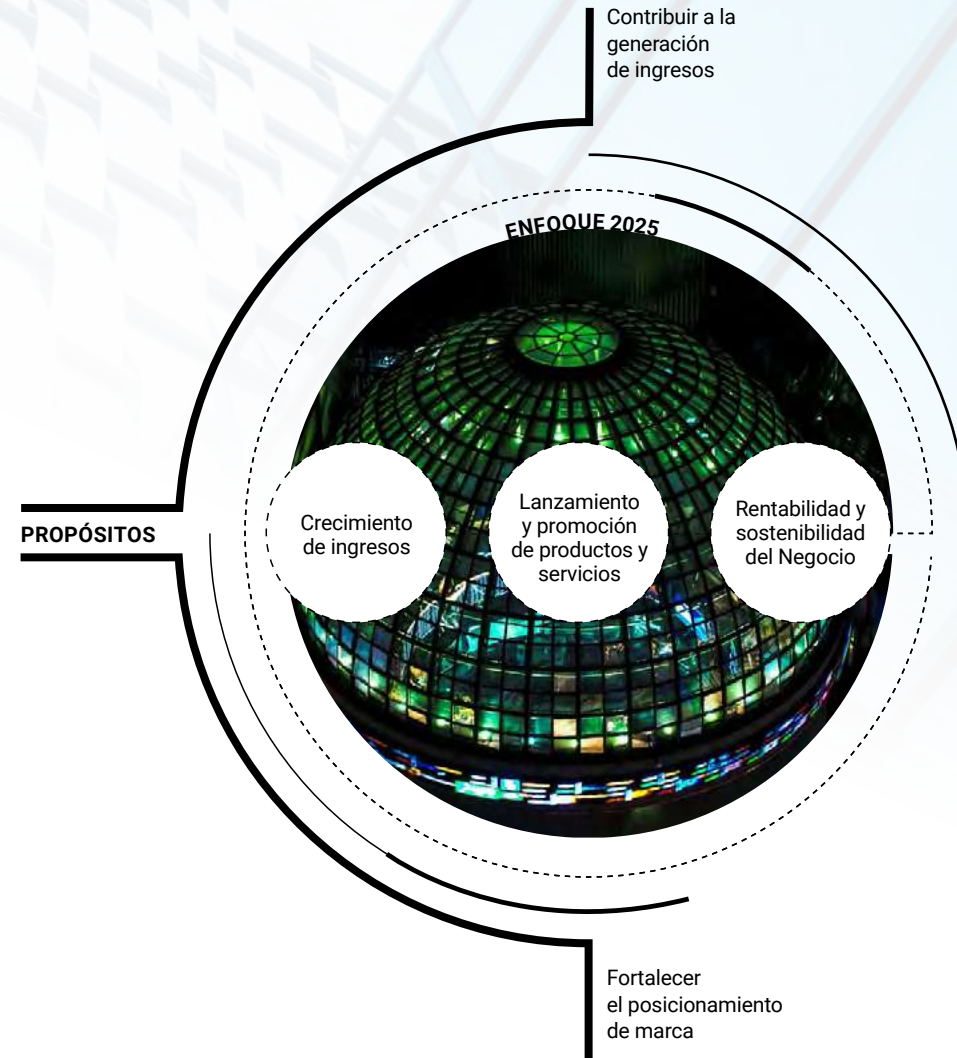 Contribuir a la
generación
de ingresos
ENFOQUE 2025
PROPÓSITOS
Crecimiento
de ingresos
Lanzamiento
y promoción
de productos y
servicios
Rentabilidad y
sostenibilidad
del Negocio
Fortalecer
el posicionamiento
de marca